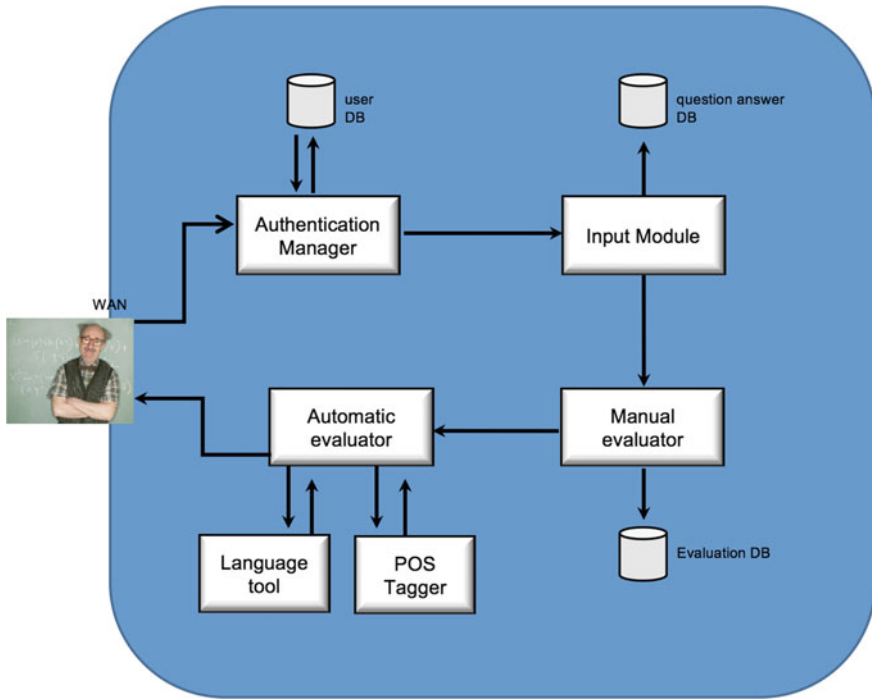 user
DB
question answer
DB
Authentication
Manager
Input Module
WAN
Automatic
evaluator
Manual
evaluator
Language
tool
POS
Tagger
Evaluation DB